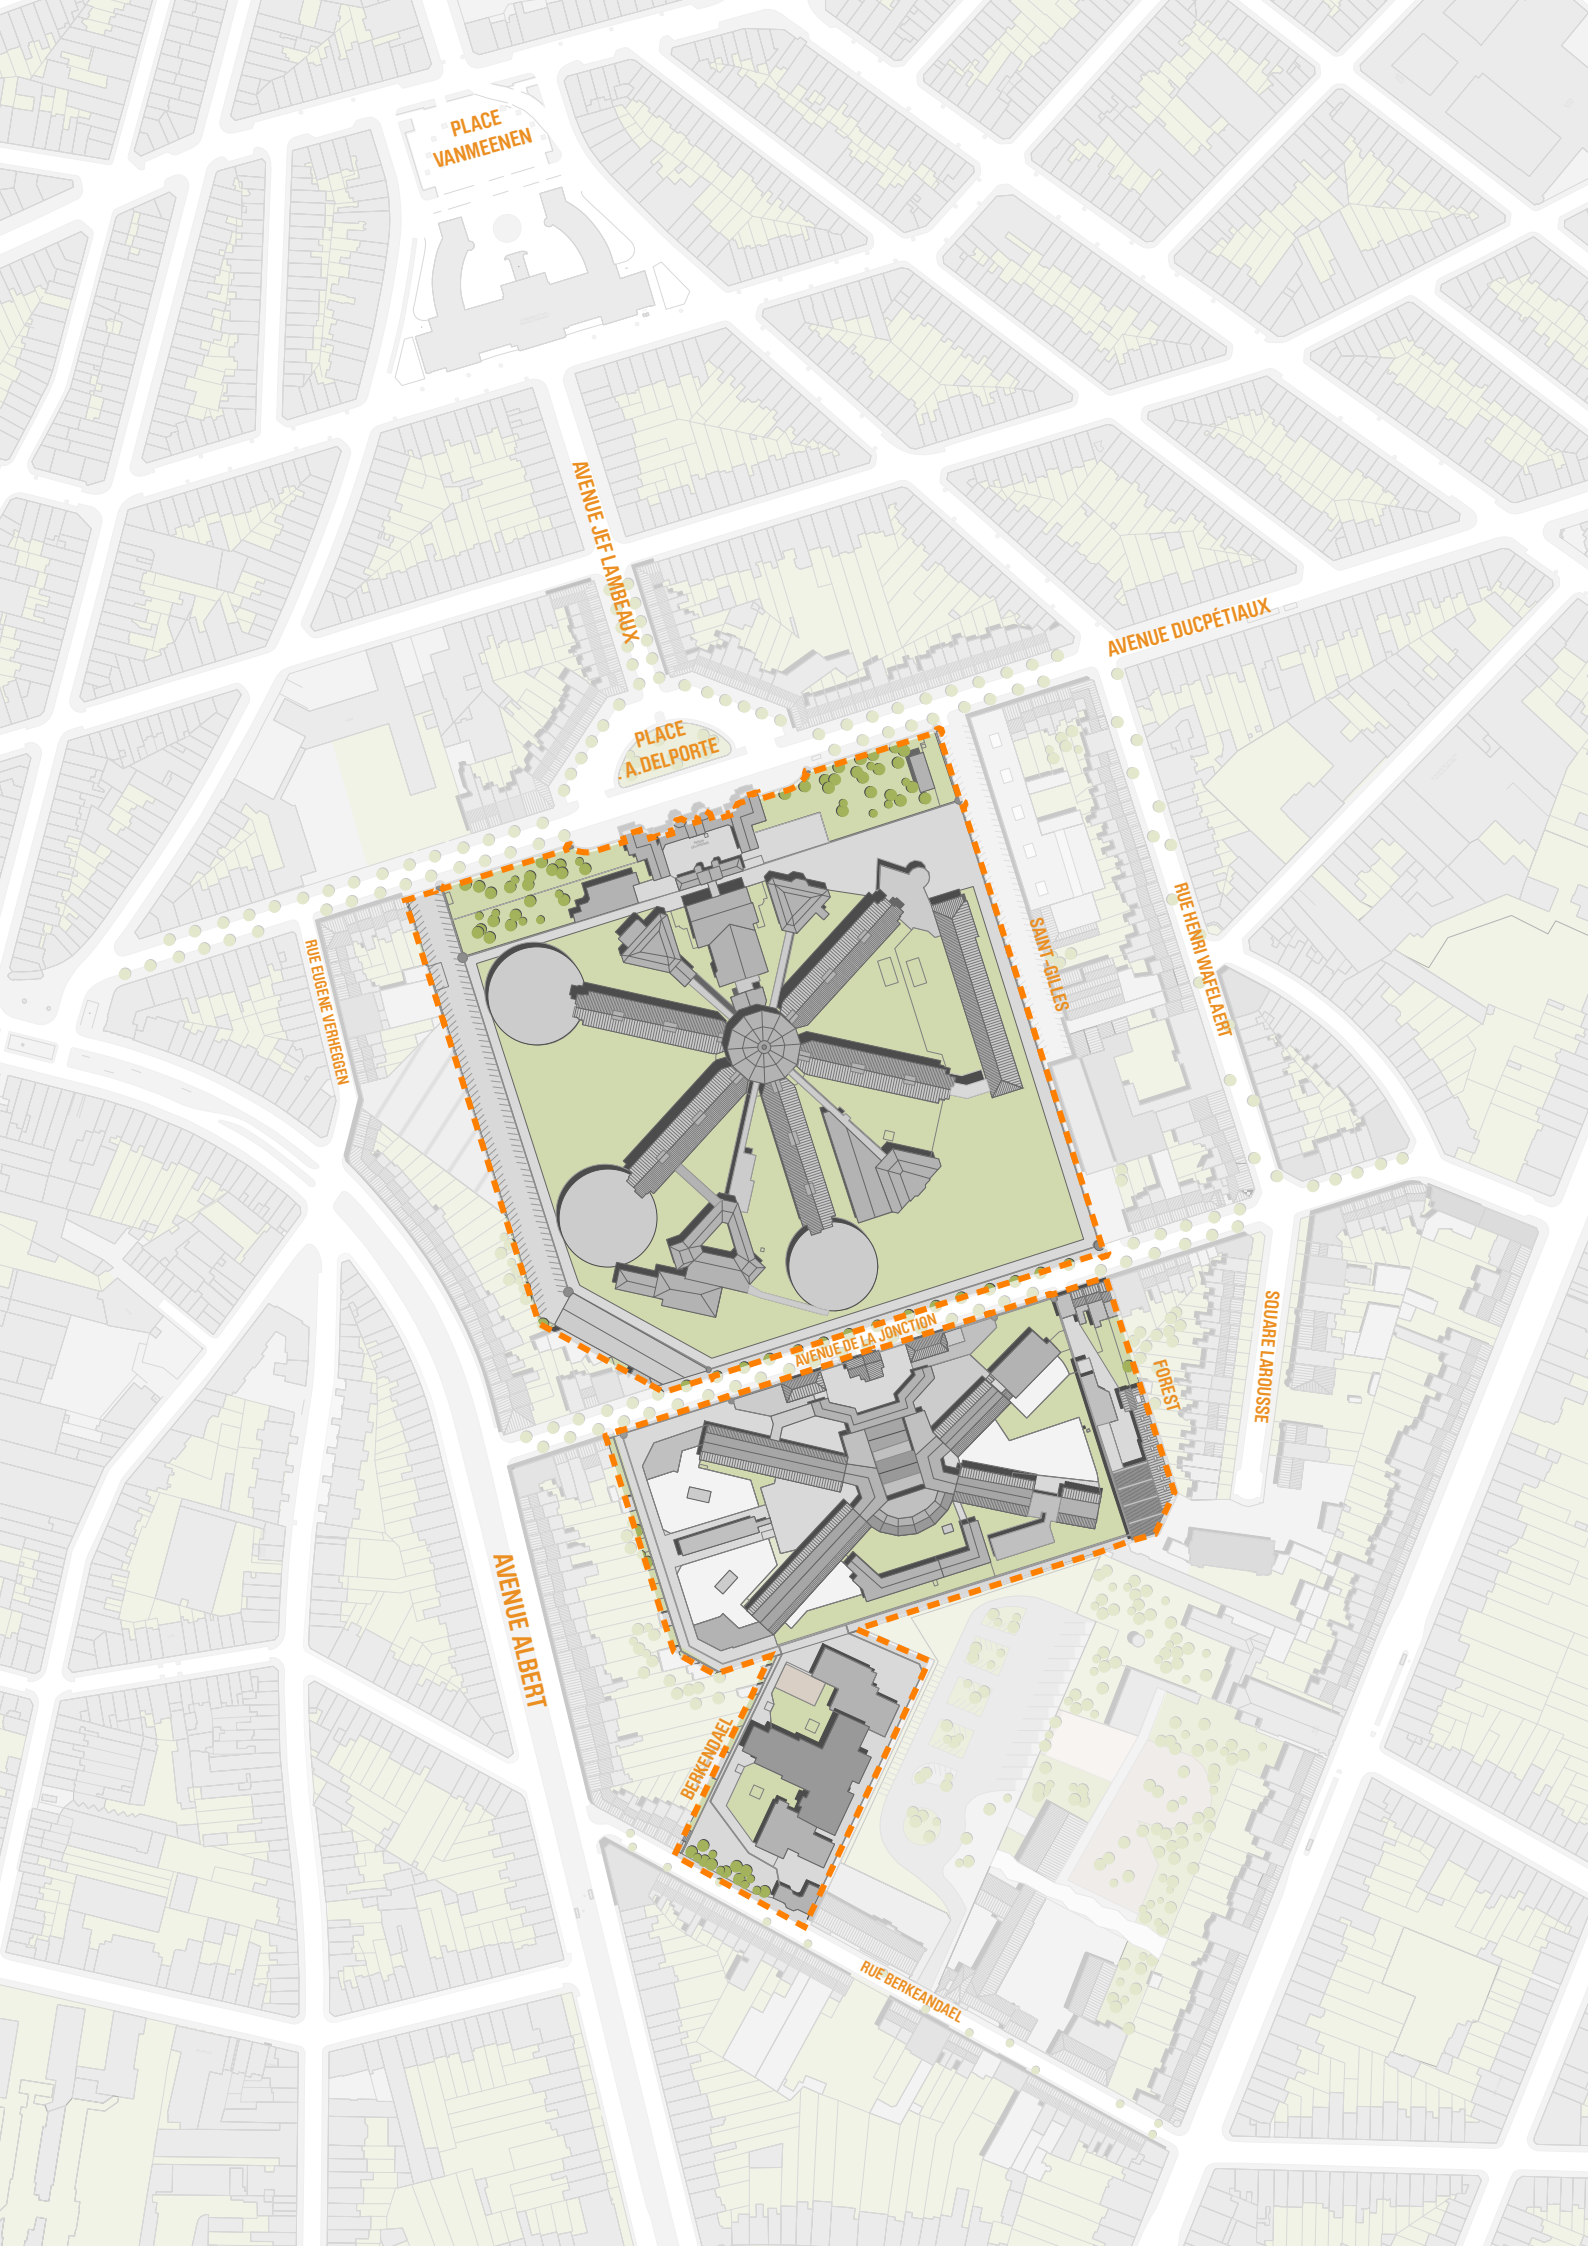 PLACE
VANMEENEN
AVENUE JEF LAMBEAUX
AVENUE DUCPÉTIAUX
PLACE
A.DELPORTE
RUE EUGENE VERHEGGEN
SAINT-GILLES
RUE HENRI WAFELAERT
AVENUE DE LA JONCTION
SQUARE LAROUSSE
FOREST
AVENUE ALBERT
BERKENDAEL
RUE BERKEANDAEL